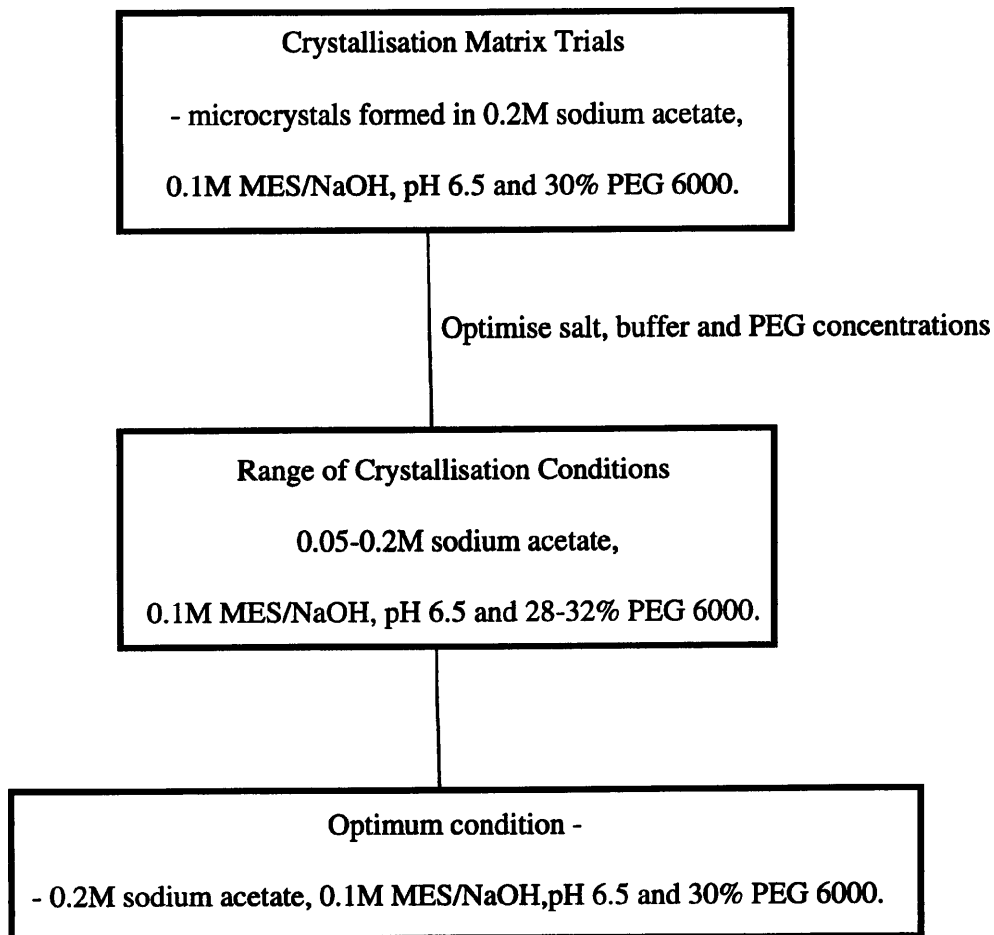 Crystallisation Matrix Trials
- microcrystals formed in 0.2M sodium acetate,
0.1M MES/NaOH, pH 6.5 and 30% PEG 6000.
Optimise salt, buffer and PEG concentrations
Range of Crystallisation Conditions
0.05-0.2M sodium acetate,
0.1M MES/NaOH, pH 6.5 and 28-32% PEG 6000.
Optimum condition -
- 0.2M sodium acetate, 0.1M MES/NaOH,pH 6.5 and 30% PEG 6000.